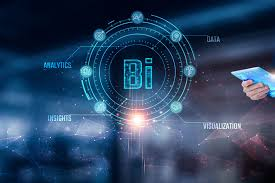 DATA
ANALYTICS
Bi
INSIGHTS
VISUALIZATION